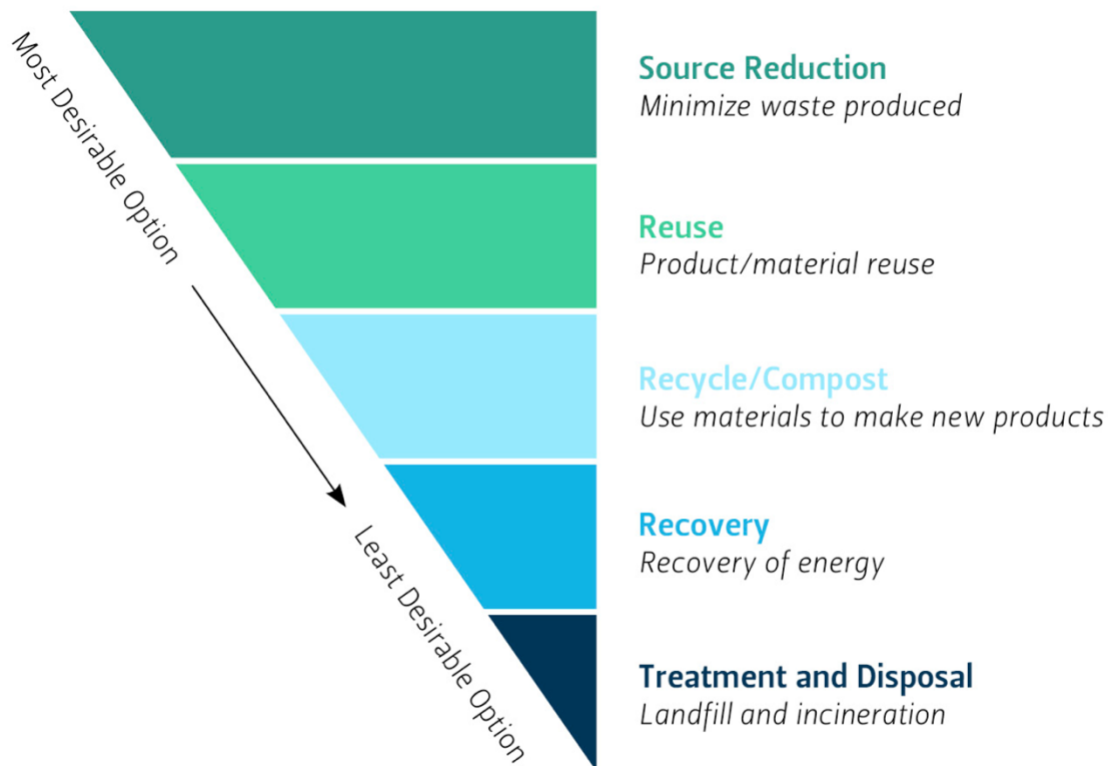 Most Desirable Option
Least Desirable Option
Source Reduction
Minimize waste produced
Reuse
Product/material reuse
Recycle/Compost
Use materials to make new products
Recovery
Recovery of energy
Treatment and Disposal
Landfill and incineration